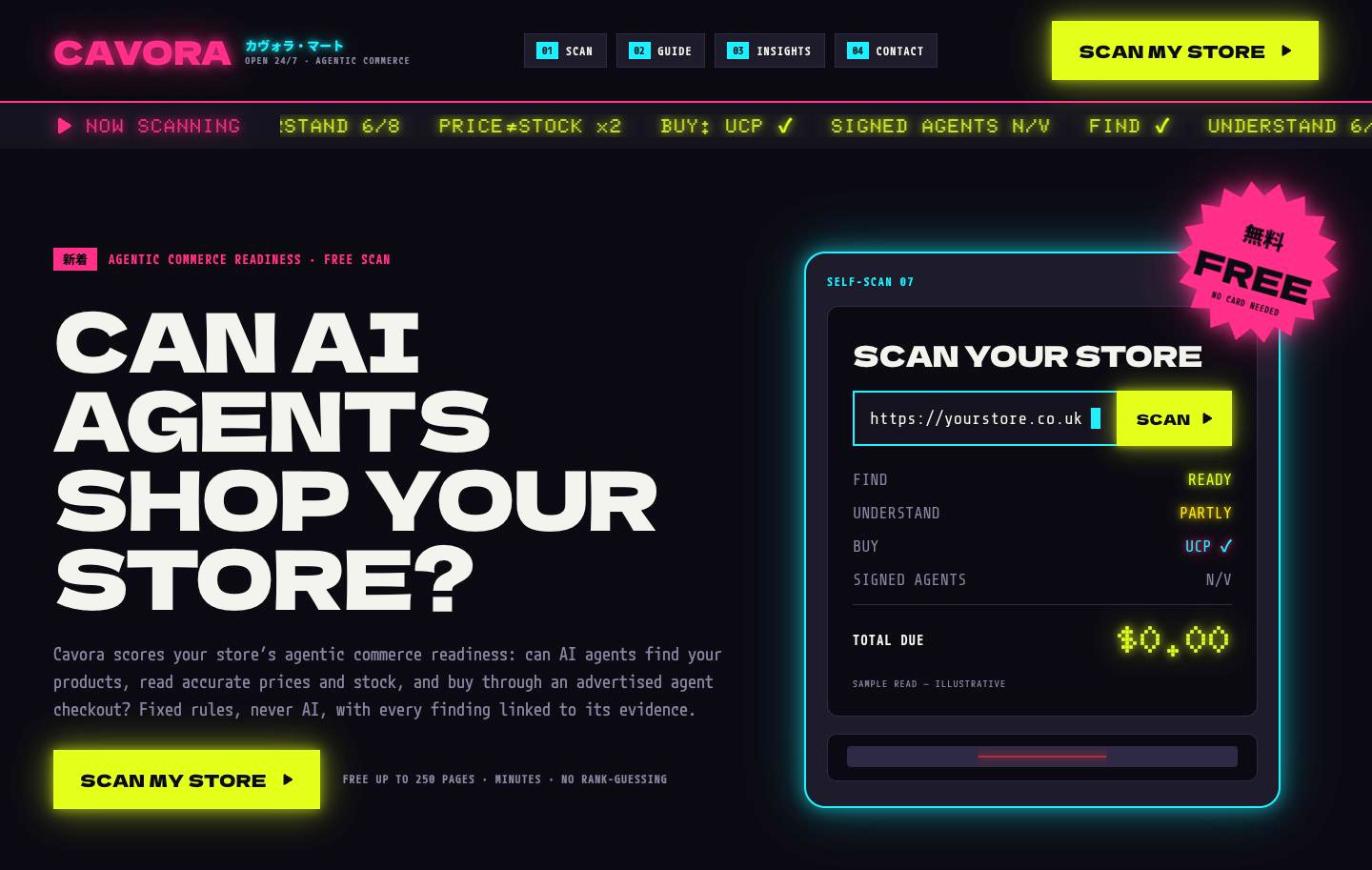 CAVORA
カヴォラ・マート
OPEN 24/7 · AGENTIC COMMERCE
01 SCAN
02 GUIDE
03 INSIGHTS
04 CONTACT
SCAN MY STORE
NOW SCANNING
STAND 6/8 PRICE≠STOCK x2 BUY: UCP ✓ SIGNED AGENTS N/V FIND ✓ UNDERSTAND 6/
新着 AGENTIC COMMERCE READINESS · FREE SCAN
CAN AI
AGENTS
SHOP YOUR
STORE?
Cavora scores your store’s agentic commerce readiness: can AI agents find your
products, read accurate prices and stock, and buy through an advertised agent
checkout? Fixed rules, never AI, with every finding linked to its evidence.
SCAN MY STORE
FREE UP TO 250 PAGES · MINUTES · NO RANK-GUESSING
無料
FREE
NO CARD NEEDED
SELF-SCAN 07
SCAN YOUR STORE
https://yourstore.co.uk
SCAN
FIND READY
UNDERSTAND PARTLY
BUY UCP ✓
SIGNED AGENTS N/V
TOTAL DUE $0.00
SAMPLE READ — ILLUSTRATIVE